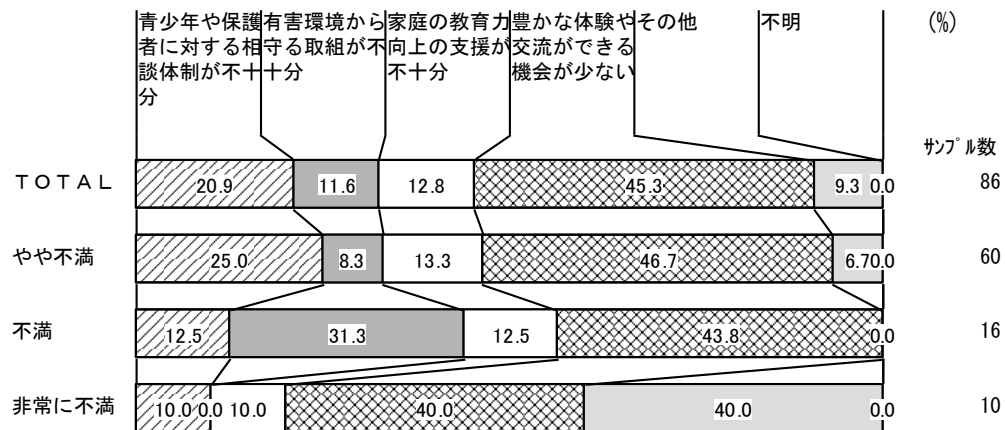 青少年や保護者に対する相談体制が不十分
有害環境から守る取組が不十分
家庭の教育力向上の支援が不十分
豊かな体験や交流ができる機会が少ない
その他
不明
(%)
ｻﾝﾌﾟﾙ数
ＴＯＴＡＬ 20.9 11.6 12.8 45.3 9.3 0.0 86
やや不満 25.0 8.3 13.3 46.7 6.7 0.0 60
不満 12.5 31.3 12.5 43.8 0.0 16
非常に不満 10.0 0.0 10.0 40.0 40.0 0.0 10